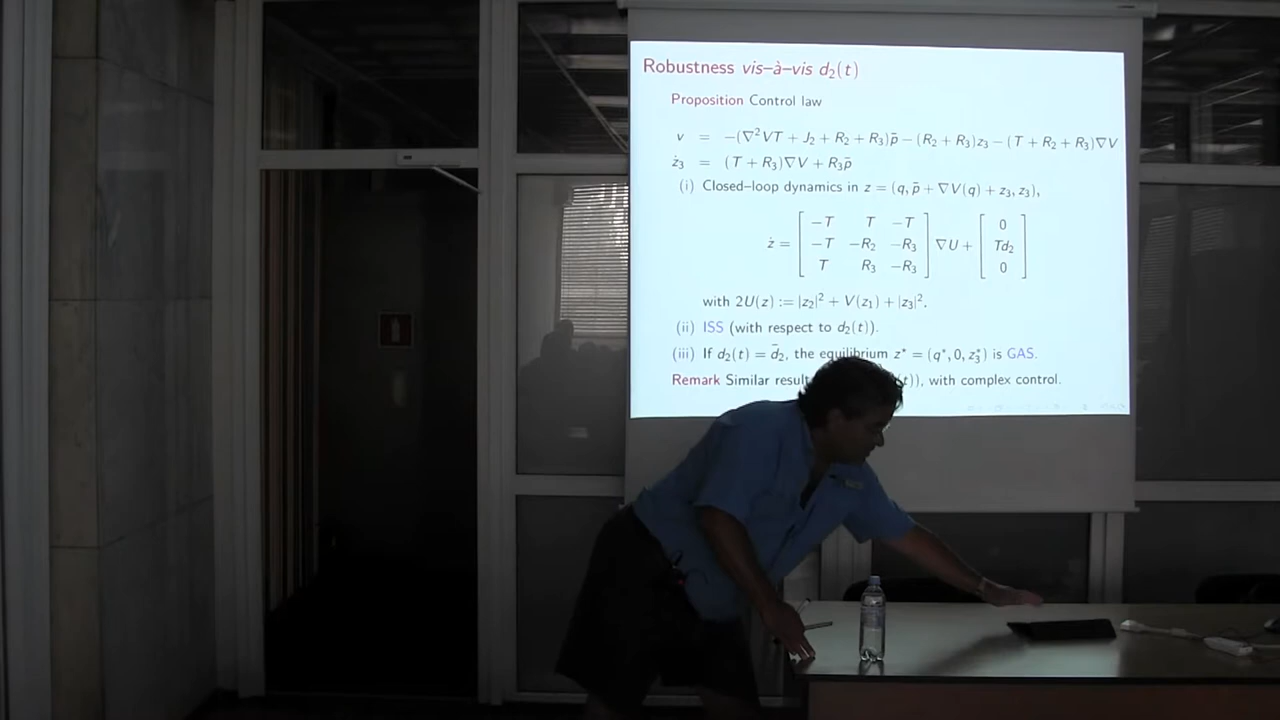 Robustness vis–à–vis d₂(t)
Proposition Control law
v = −(∇²VT + J₂ + R₂ + R₃)p̄ − (R₂ + R₃)z₃ − (T + R₂ + R₃)∇V
ż₃ = (T + R₃)∇V + R₃p̄
(i) Closed–loop dynamics in z = (q, p̄ + ∇V(q) + z₃, z₃),
ż = [ −T T −T ; −T −R₂ −R₃ ; T R₃ −R₃ ] ∇U + [ 0 ; Td₂ ; 0 ]
with 2U(z) := |z₂|² + V(z₁) + |z₃|².
(ii) ISS (with respect to d₂(t)).
(iii) If d₂(t) = d̄₂, the equilibrium z* = (q*, 0, z₃*) is GAS.
Remark Similar result (t)), with complex control.